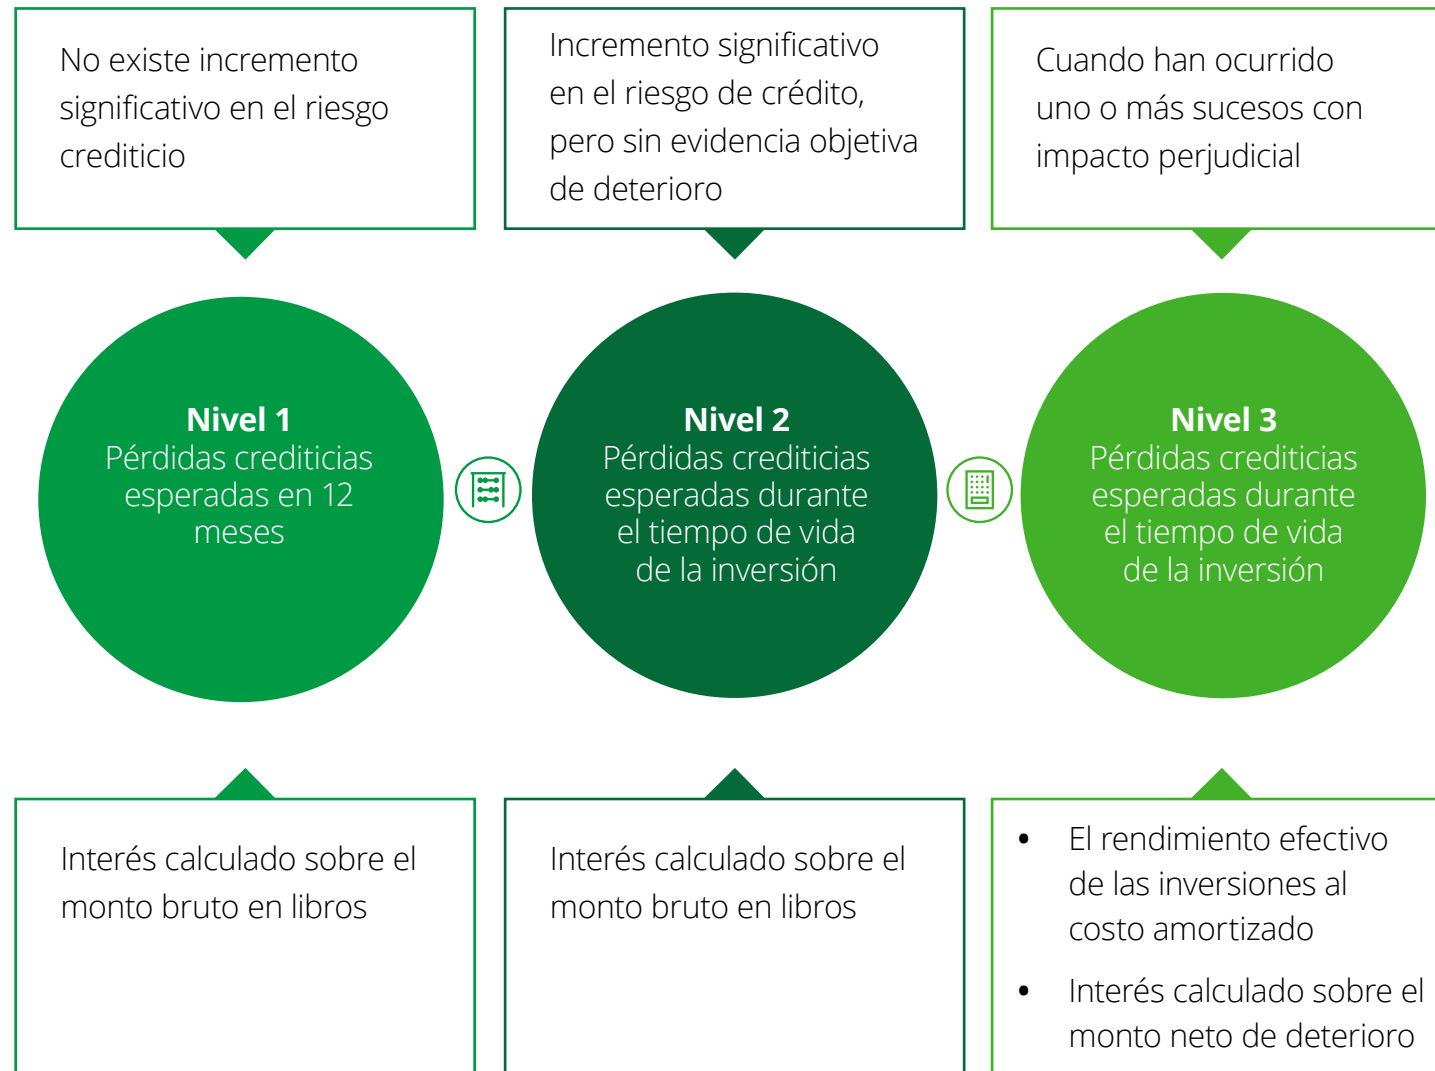 No existe incremento
significativo en el riesgo
crediticio
Incremento significativo
en el riesgo de crédito,
pero sin evidencia objetiva
de deterioro
Cuando han ocurrido
uno o más sucesos con
impacto perjudicial
Nivel 1
Pérdidas crediticias
esperadas en 12
meses
Nivel 2
Pérdidas crediticias
esperadas durante
el tiempo de vida
de la inversión
Nivel 3
Pérdidas crediticias
esperadas durante
el tiempo de vida
de la inversión
Interés calculado sobre el
monto bruto en libros
Interés calculado sobre el
monto bruto en libros
• El rendimiento efectivo
de las inversiones al
costo amortizado
• Interés calculado sobre el
monto neto de deterioro